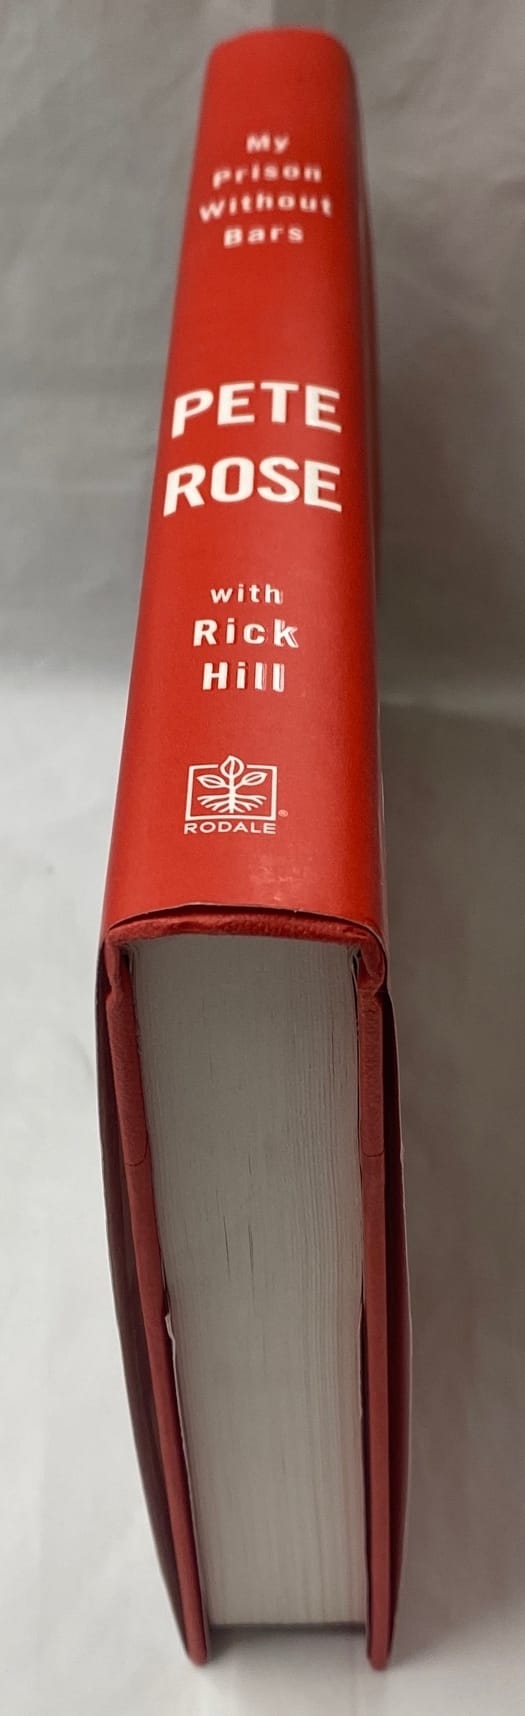 My
Prison
Without
Bars
PETE
ROSE
with
Rick
Hill
RODALE®